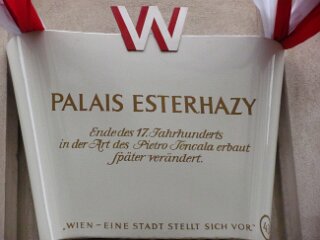 W
PALAIS ESTERHAZY
Ende des 17. Jahrhunderts
in der Art des Pietro Toncala erbaut
später verändert.
„WIEN – EINE STADT STELLT SICH VOR"